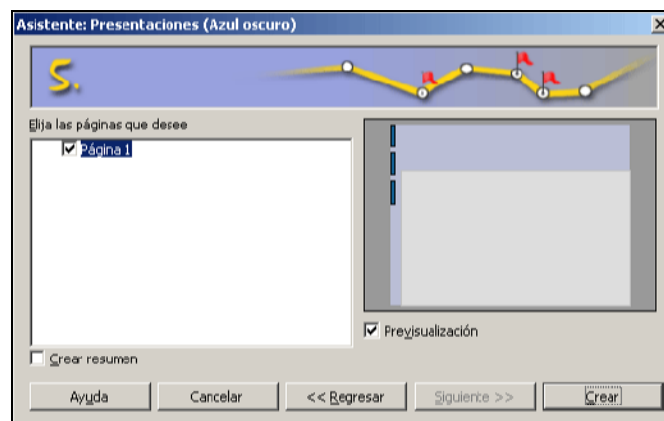 Asistente: Presentaciones (Azul oscuro)
5.
Elija las páginas que desee
Página 1
Previsualización
Crear resumen
Ayuda
Cancelar
<< Regresar
Siguiente >>
Crear